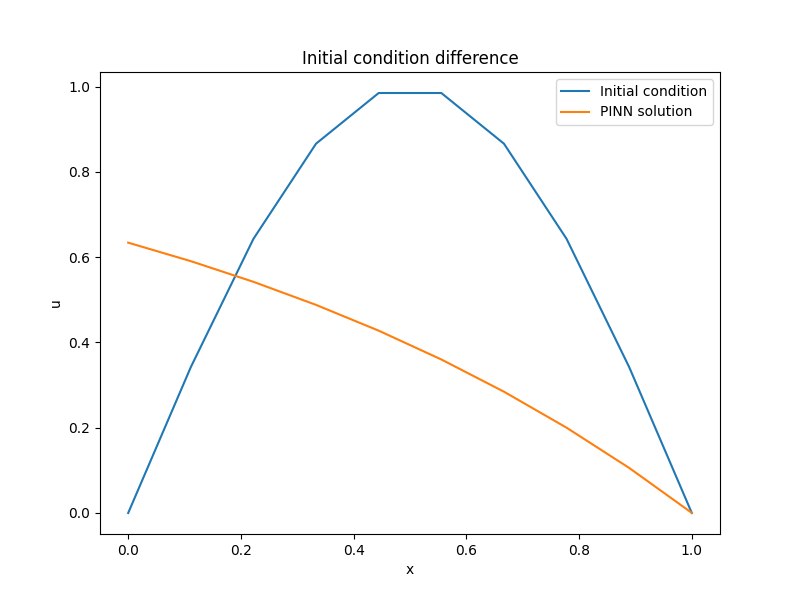 Initial condition difference
Initial condition
PINN solution
1.0
0.8
0.6
0.4
0.2
0.0
u
0.0 0.2 0.4 0.6 0.8 1.0
x